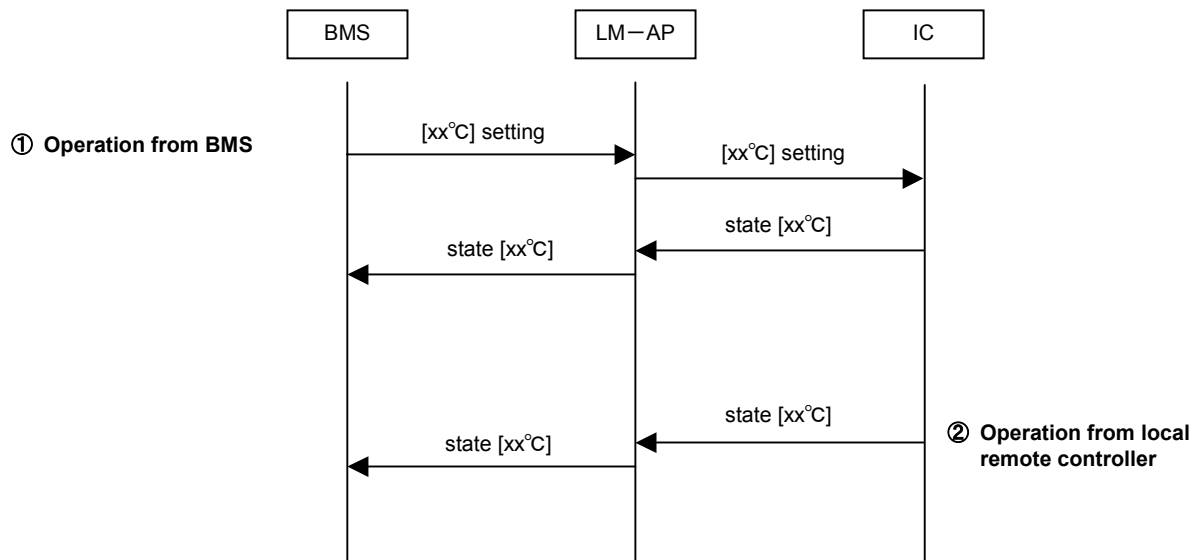 BMS
LM－AP
IC
① Operation from BMS
[xx℃] setting
[xx℃] setting
state [xx℃]
state [xx℃]
state [xx℃]
state [xx℃]
② Operation from local
remote controller